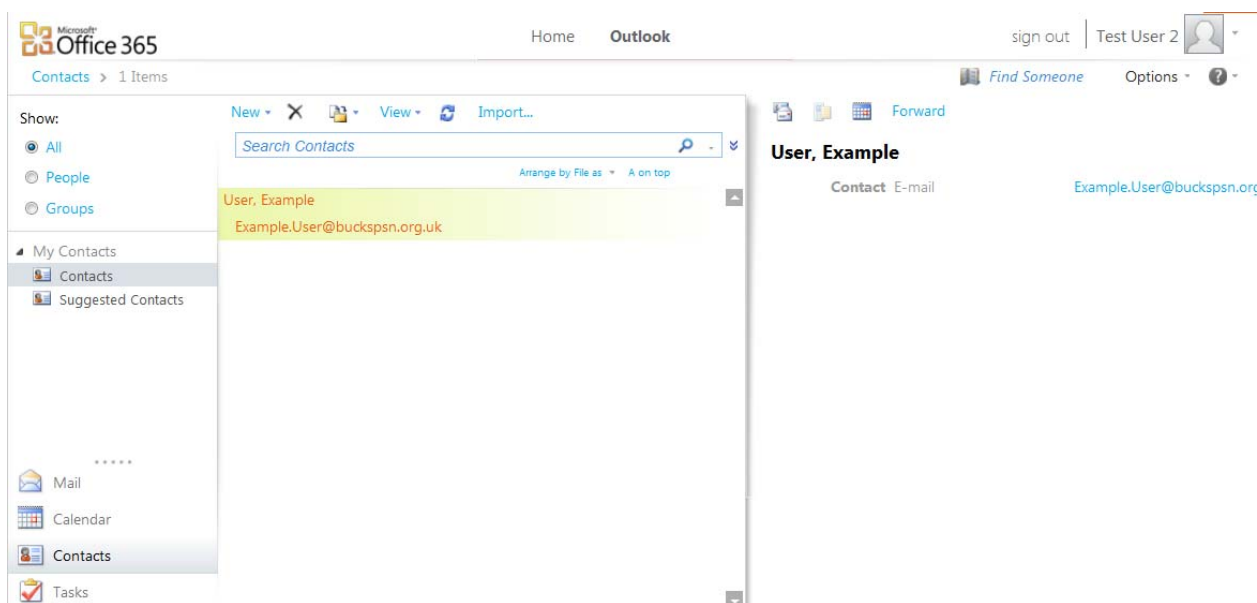 Microsoft®
Office 365
Home Outlook
sign out Test User 2
Contacts > 1 Items
Find Someone Options
Show:
All
People
Groups
My Contacts
Contacts
Suggested Contacts
Mail
Calendar
Contacts
Tasks
New View Import...
Search Contacts
Arrange by File as A on top
User, Example
Example.User@buckspsn.org.uk
Forward
User, Example
Contact E-mail Example.User@buckspsn.org